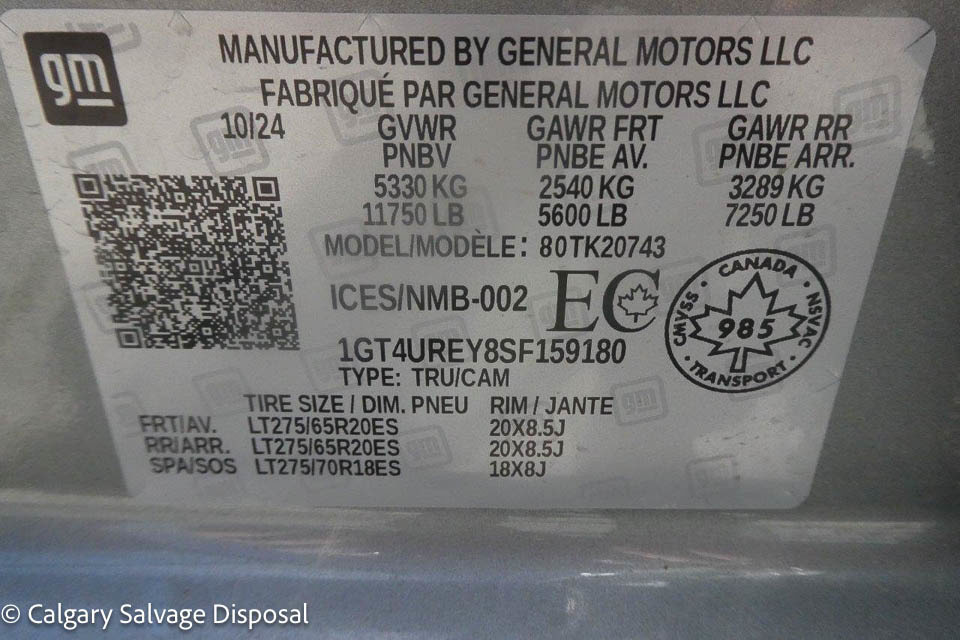 gm
MANUFACTURED BY GENERAL MOTORS LLC
FABRIQUÉ PAR GENERAL MOTORS LLC
10/24 GVWR GAWR FRT GAWR RR
PNBV PNBE AV. PNBE ARR.
5330 KG 2540 KG 3289 KG
11750 LB 5600 LB 7250 LB
MODEL/MODÈLE: 80TK20743
ICES/NMB-002 EC
CANADA
CMVSS 985 NSVAC
TRANSPORT
1GT4UREY8SF159180
TYPE: TRU/CAM
TIRE SIZE / DIM. PNEU RIM / JANTE
FRT/AV. LT275/65R20ES 20X8.5J
RR/ARR. LT275/65R20ES 20X8.5J
SPA/SOS LT275/70R18ES 18X8J
© Calgary Salvage Disposal